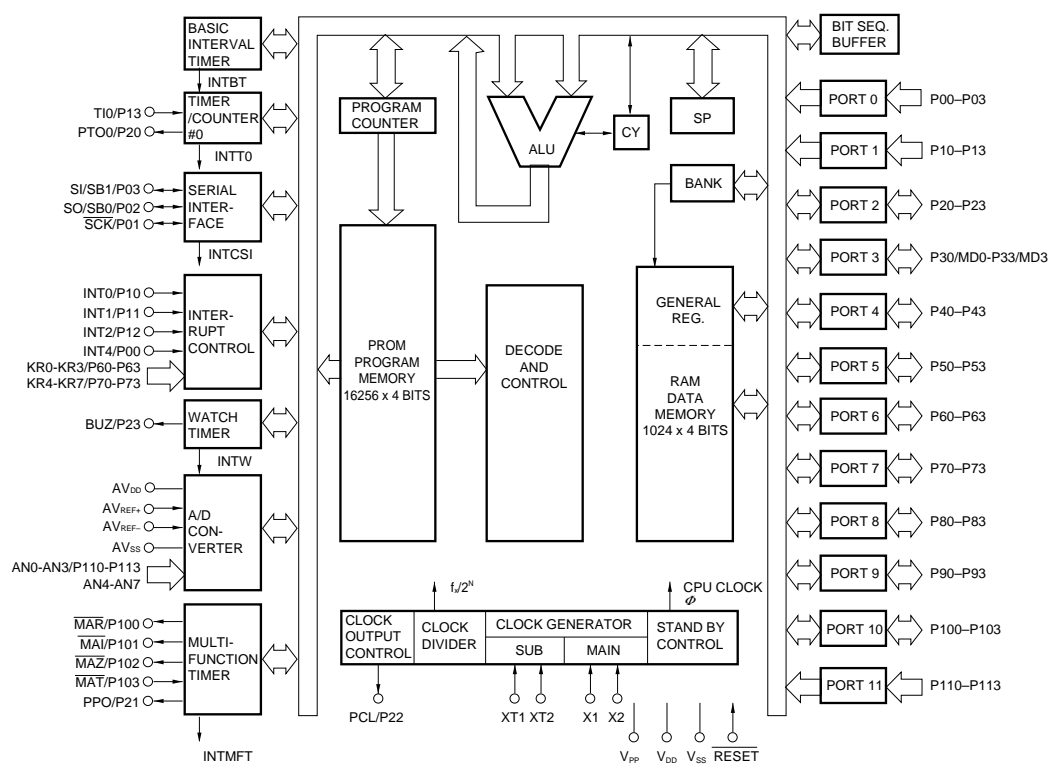 BASIC
INTERVAL
TIMER
INTBT
TI0/P13
PTO0/P20
TIMER
/COUNTER
#0
INTT0
SI/SB1/P03
SO/SB0/P02
SCK/P01
SERIAL
INTER-
FACE
INTCSI
INT0/P10
INT1/P11
INT2/P12
INT4/P00
KR0-KR3/P60-P63
KR4-KR7/P70-P73
INTER-
RUPT
CONTROL
BUZ/P23
WATCH
TIMER
INTW
AVDD
AVREF+
AVREF–
AVSS
AN0-AN3/P110-P113
AN4-AN7
A/D
CON-
VERTER
MAR/P100
MAI/P101
MAZ/P102
MAT/P103
PPO/P21
MULTI-
FUNCTION
TIMER
INTMFT
PROGRAM
COUNTER
ALU
CY
SP
BANK
PROM
PROGRAM
MEMORY
16256 x 4 BITS
DECODE
AND
CONTROL
GENERAL
REG.
RAM
DATA
MEMORY
1024 x 4 BITS
fx/2N
CPU CLOCK
Φ
CLOCK
OUTPUT
CONTROL
CLOCK
DIVIDER
CLOCK GENERATOR
SUB
MAIN
STAND BY
CONTROL
PCL/P22
XT1 XT2
X1 X2
VPP VDD VSS RESET
BIT SEQ.
BUFFER
PORT 0 P00–P03
PORT 1 P10–P13
PORT 2 P20–P23
PORT 3 P30/MD0-P33/MD3
PORT 4 P40–P43
PORT 5 P50–P53
PORT 6 P60–P63
PORT 7 P70–P73
PORT 8 P80–P83
PORT 9 P90–P93
PORT 10 P100–P103
PORT 11 P110–P113